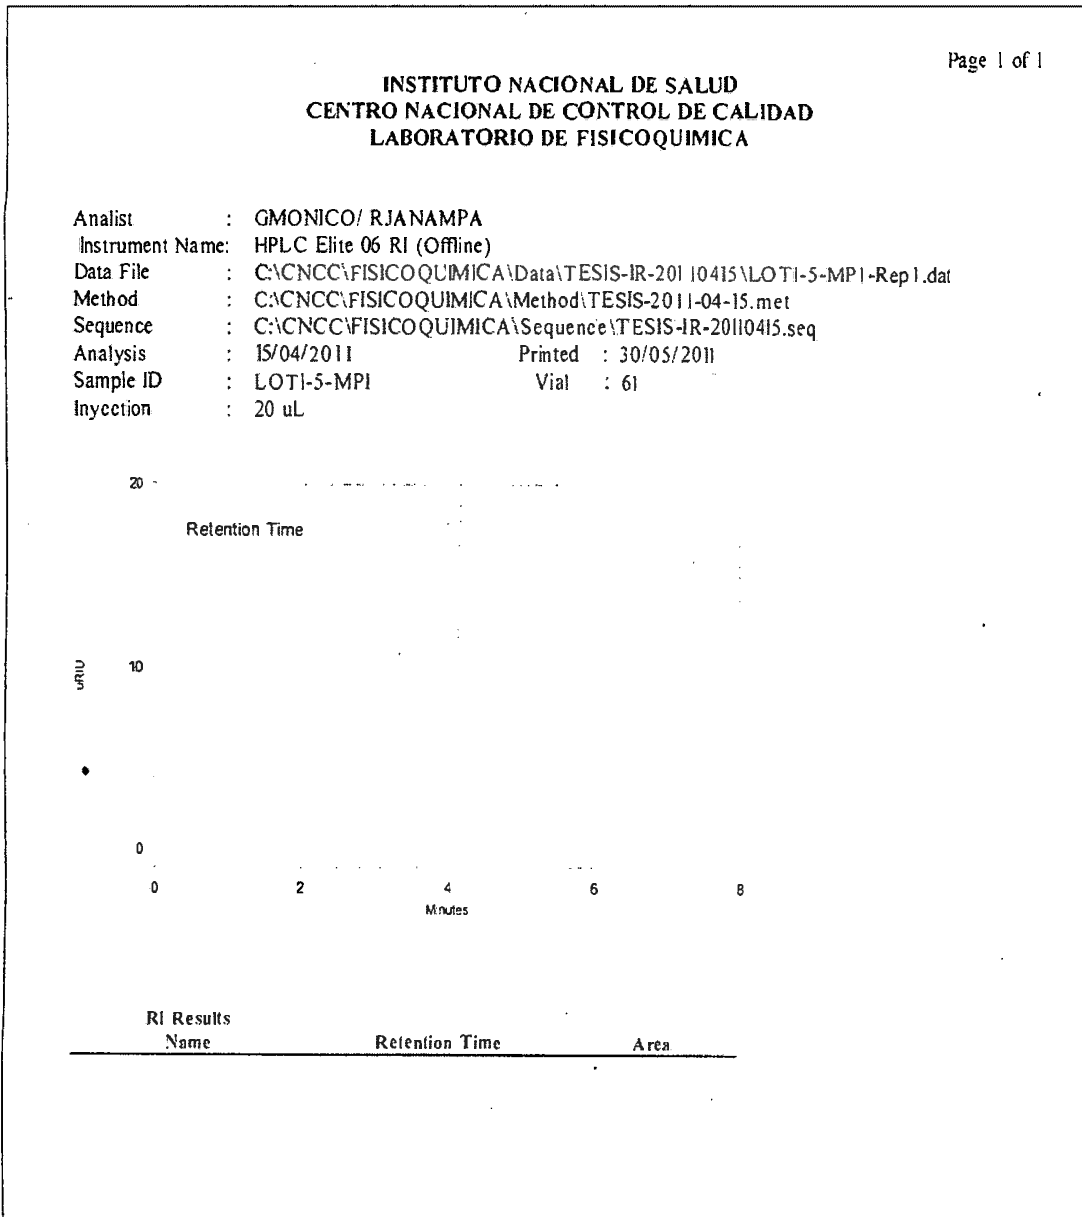 Page 1 of 1
INSTITUTO NACIONAL DE SALUD
CENTRO NACIONAL DE CONTROL DE CALIDAD
LABORATORIO DE FISICOQUIMICA
Analist : GMONICO/ RJANAMPA
Instrument Name: HPLC Elite 06 RI (Offline)
Data File : C:\CNCC\FISICOQUIMICA\Data\TESIS-IR-20110415\LOT1-5-MP1-Rep1.dat
Method : C:\CNCC\FISICOQUIMICA\Method\TESIS-2011-04-15.met
Sequence : C:\CNCC\FISICOQUIMICA\Sequence\TESIS-IR-20110415.seq
Analysis : 15/04/2011 Printed : 30/05/2011
Sample ID : LOT1-5-MP1 Vial : 61
Inyection : 20 uL
20
Retention Time
uRIU
10
0
0 2 4 6 8
Minutes
RI Results
Name Retention Time Area